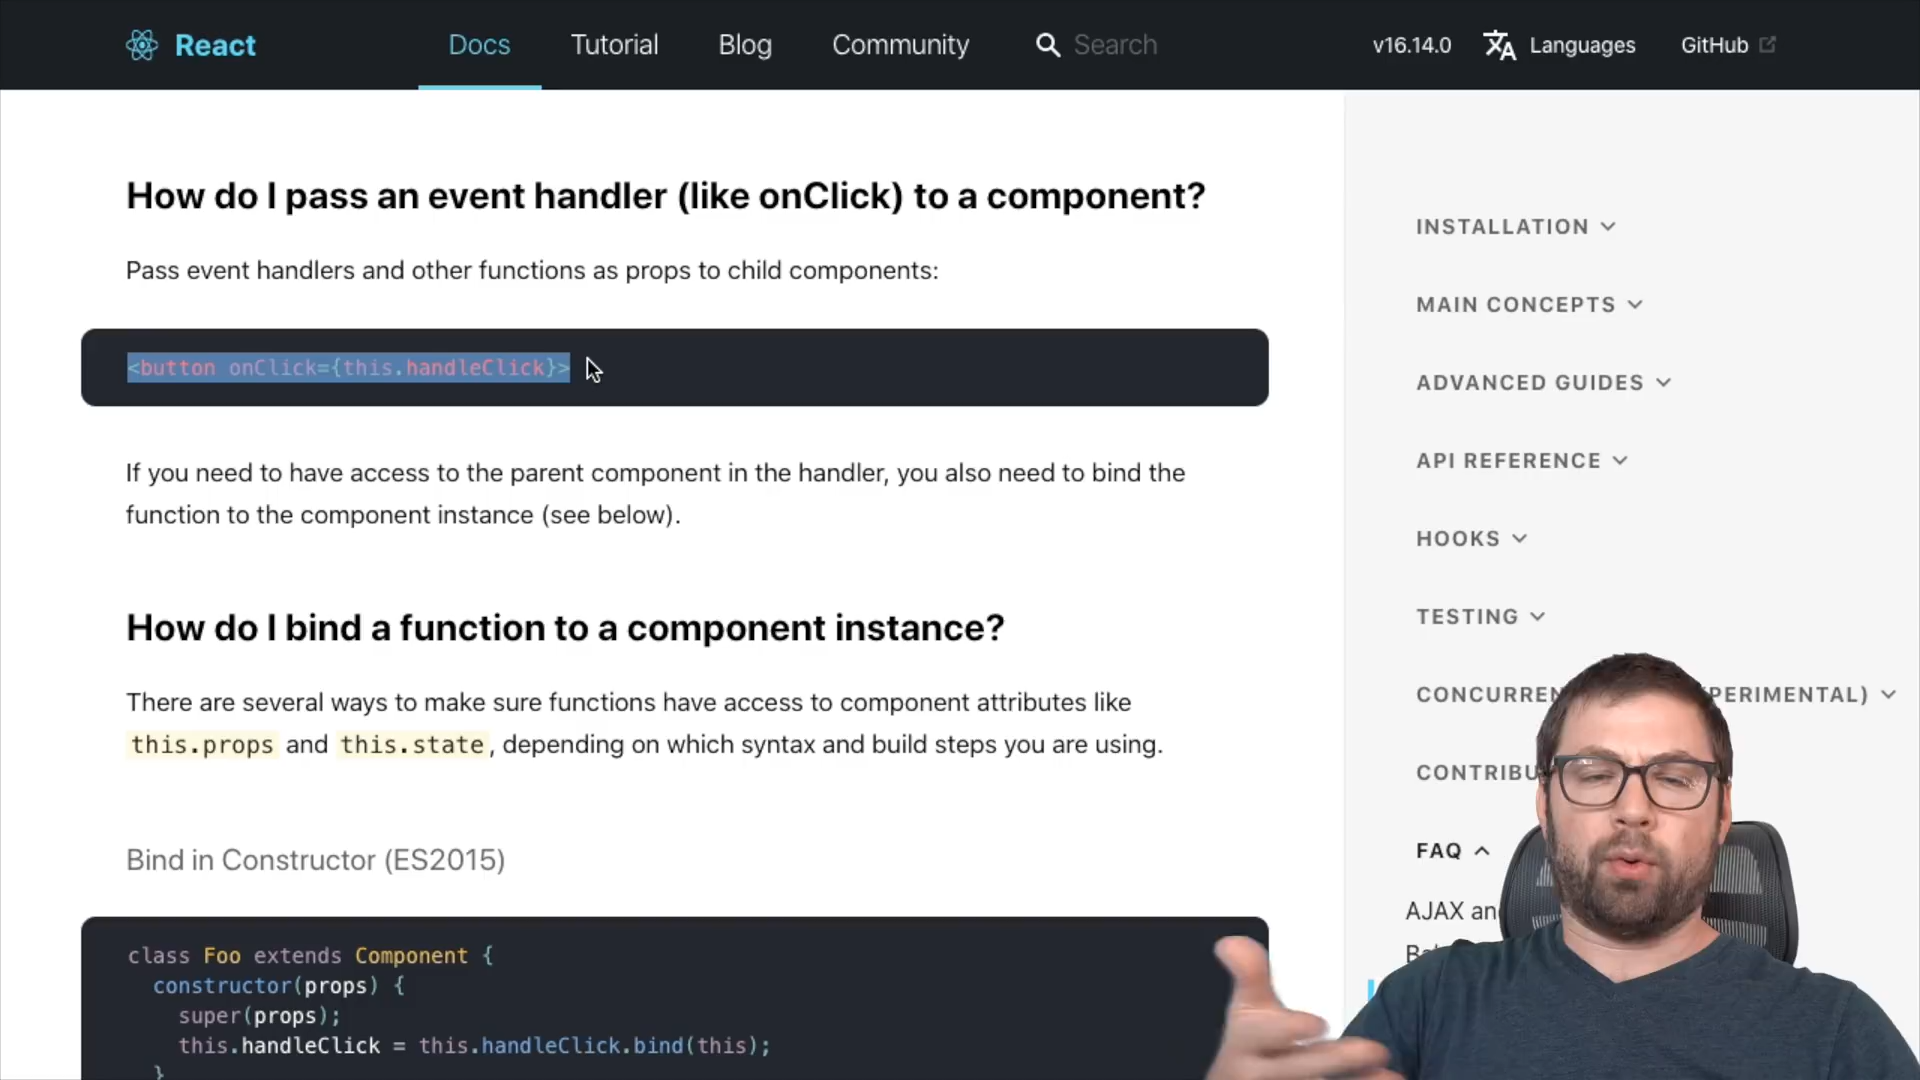 React
Docs
Tutorial
Blog
Community
Search
v16.14.0
Languages
GitHub
How do I pass an event handler (like onClick) to a component?
Pass event handlers and other functions as props to child components:
<button onClick={this.handleClick}>
If you need to have access to the parent component in the handler, you also need to bind the
function to the component instance (see below).
How do I bind a function to a component instance?
There are several ways to make sure functions have access to component attributes like
this.props and this.state, depending on which syntax and build steps you are using.
Bind in Constructor (ES2015)
class Foo extends Component {
constructor(props) {
super(props);
this.handleClick = this.handleClick.bind(this);
}
INSTALLATION
MAIN CONCEPTS
ADVANCED GUIDES
API REFERENCE
HOOKS
TESTING
CONCURREN PERIMENTAL)
CONTRIBU
FAQ
AJAX an